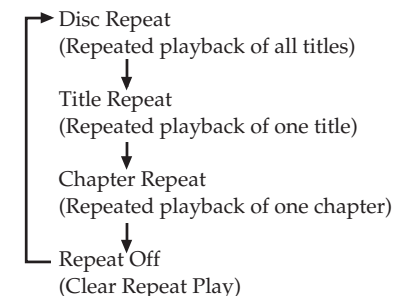 Disc Repeat
(Repeated playback of all titles)
Title Repeat
(Repeated playback of one title)
Chapter Repeat
(Repeated playback of one chapter)
Repeat Off
(Clear Repeat Play)